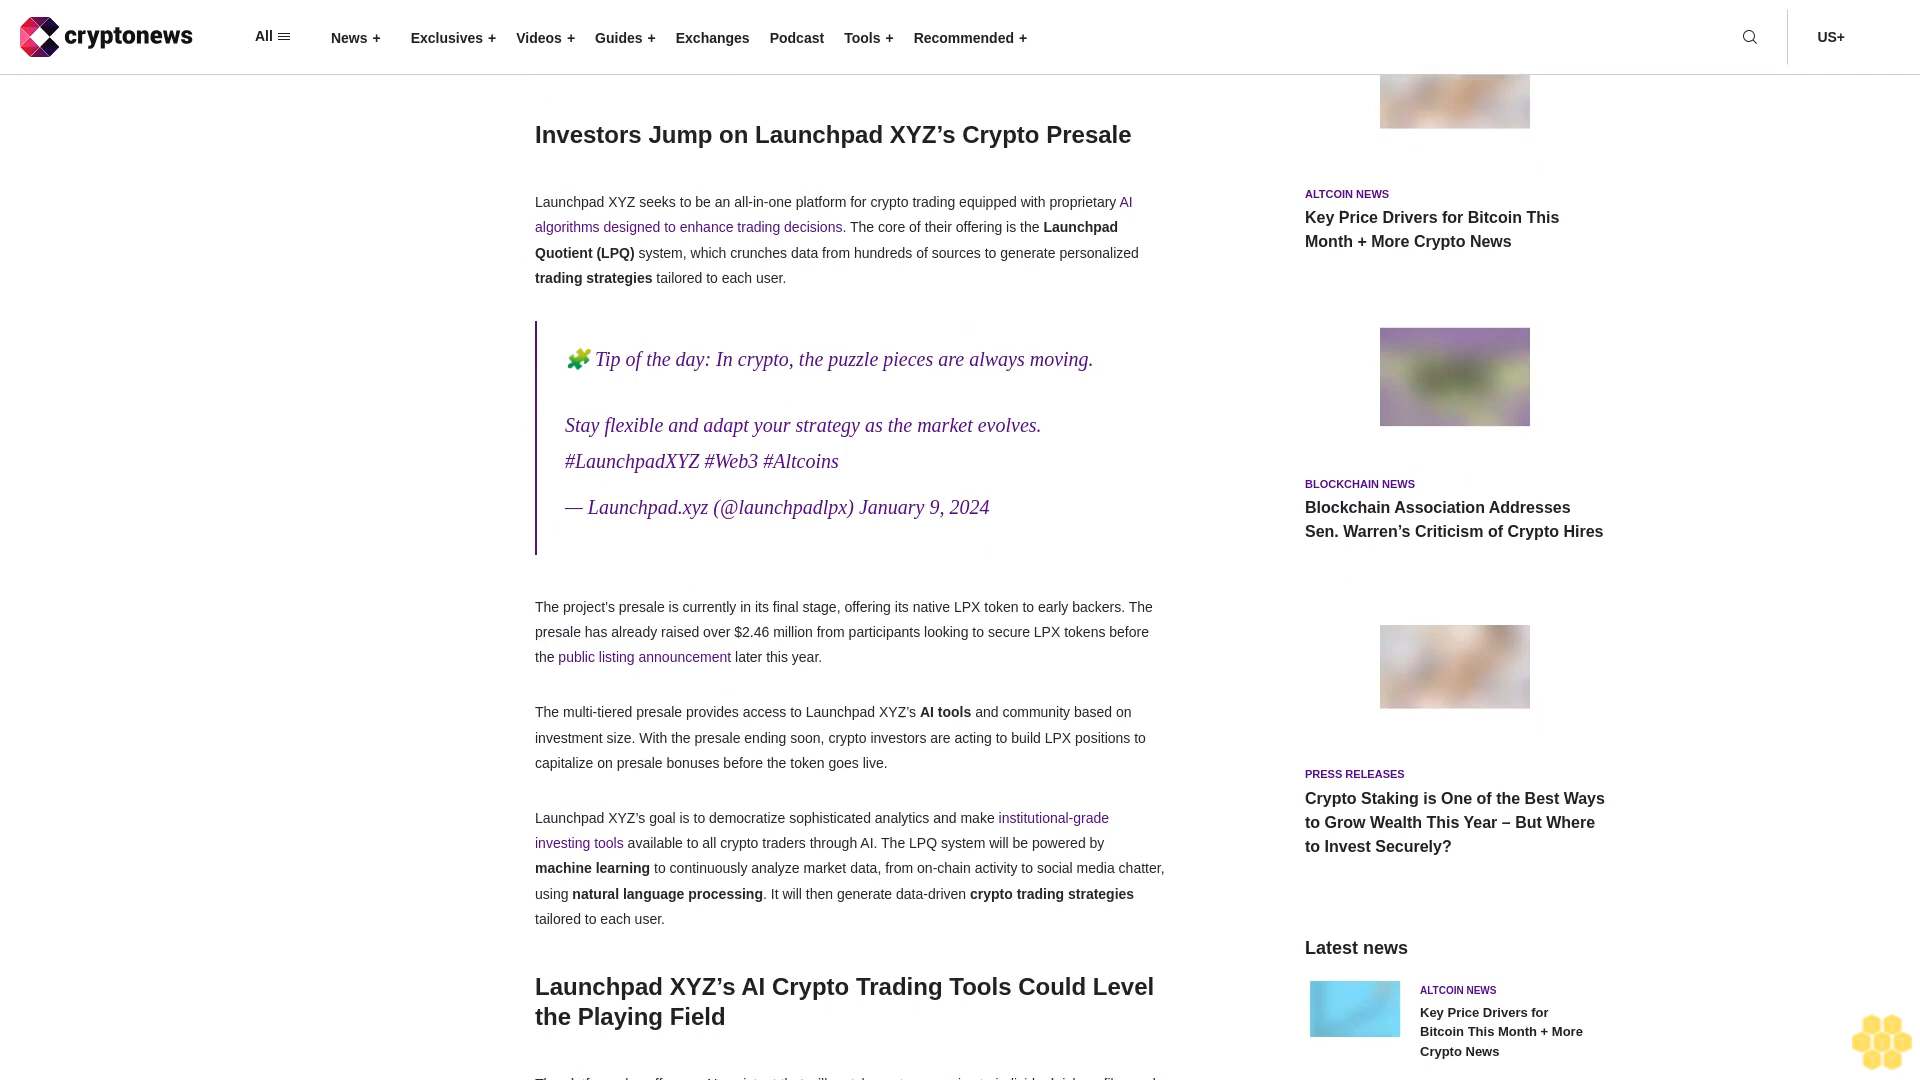 cryptonews
All
News +
Exclusives +
Videos +
Guides +
Exchanges
Podcast
Tools +
Recommended +
US+
Investors Jump on Launchpad XYZ’s Crypto Presale
Launchpad XYZ seeks to be an all-in-one platform for crypto trading equipped with proprietary AI
algorithms designed to enhance trading decisions. The core of their offering is the Launchpad
Quotient (LPQ) system, which crunches data from hundreds of sources to generate personalized
trading strategies tailored to each user.
🧩 Tip of the day: In crypto, the puzzle pieces are always moving.
Stay flexible and adapt your strategy as the market evolves.
#LaunchpadXYZ #Web3 #Altcoins
— Launchpad.xyz (@launchpadlpx) January 9, 2024
The project’s presale is currently in its final stage, offering its native LPX token to early backers. The
presale has already raised over $2.46 million from participants looking to secure LPX tokens before
the public listing announcement later this year.
The multi-tiered presale provides access to Launchpad XYZ’s AI tools and community based on
investment size. With the presale ending soon, crypto investors are acting to build LPX positions to
capitalize on presale bonuses before the token goes live.
Launchpad XYZ’s goal is to democratize sophisticated analytics and make institutional-grade
investing tools available to all crypto traders through AI. The LPQ system will be powered by
machine learning to continuously analyze market data, from on-chain activity to social media chatter,
using natural language processing. It will then generate data-driven crypto trading strategies
tailored to each user.
Launchpad XYZ’s AI Crypto Trading Tools Could Level
the Playing Field
ALTCOIN NEWS
Key Price Drivers for Bitcoin This
Month + More Crypto News
BLOCKCHAIN NEWS
Blockchain Association Addresses
Sen. Warren’s Criticism of Crypto Hires
PRESS RELEASES
Crypto Staking is One of the Best Ways
to Grow Wealth This Year – But Where
to Invest Securely?
Latest news
ALTCOIN NEWS
Key Price Drivers for
Bitcoin This Month + More
Crypto News